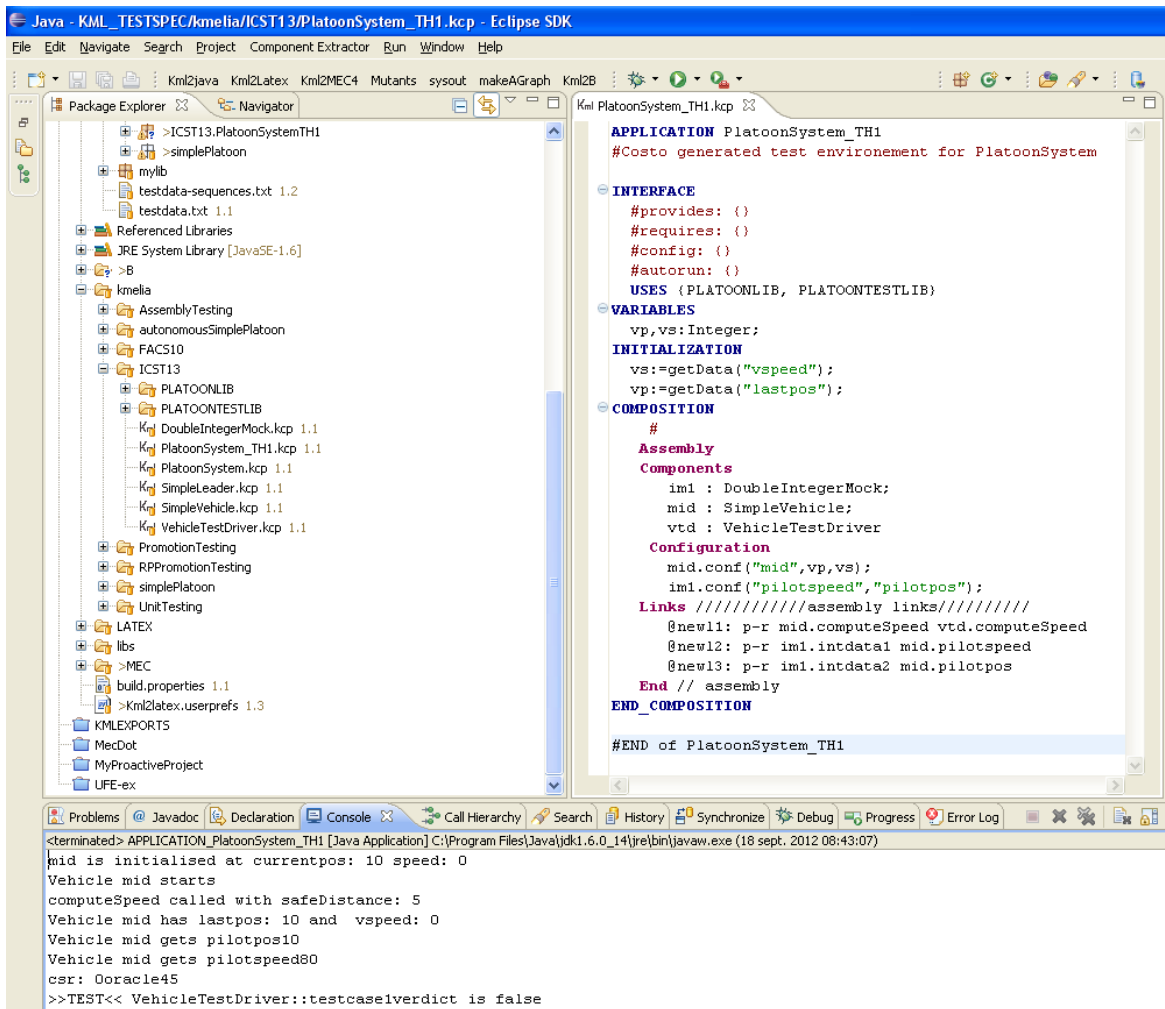 Java - KML_TESTSPEC/kmelia/ICST13/PlatoonSystem_TH1.kcp - Eclipse SDK
File Edit Navigate Search Project Component Extractor Run Window Help
Kml2java Kml2Latex Kml2MEC4 Mutants sysout makeAGraph Kml2B
Package Explorer Navigator
>ICST13.PlatoonSystemTH1
>simplePlatoon
mylib
testdata-sequences.txt 1.2
testdata.txt 1.1
Referenced Libraries
JRE System Library [JavaSE-1.6]
>B
kmelia
AssemblyTesting
autonomousSimplePlatoon
FACS10
ICST13
PLATOONLIB
PLATOONTESTLIB
DoubleIntegerMock.kcp 1.1
PlatoonSystem_TH1.kcp 1.1
PlatoonSystem.kcp 1.1
SimpleLeader.kcp 1.1
SimpleVehicle.kcp 1.1
VehicleTestDriver.kcp 1.1
PromotionTesting
RPPromotionTesting
simplePlatoon
UnitTesting
LATEX
libs
>MEC
build.properties 1.1
>Kml2latex.userprefs 1.3
KMLEXPORTS
MecDot
MyProactiveProject
UFE-ex
Kml PlatoonSystem_TH1.kcp
APPLICATION PlatoonSystem_TH1
#Costo generated test environement for PlatoonSystem
INTERFACE
#provides: {}
#requires: {}
#config: {}
#autorun: {}
USES {PLATOONLIB, PLATOONTESTLIB}
VARIABLES
vp,vs:Integer;
INITIALIZATION
vs:=getData("vspeed");
vp:=getData("lastpos");
COMPOSITION
#
Assembly
Components
im1 : DoubleIntegerMock;
mid : SimpleVehicle;
vtd : VehicleTestDriver
Configuration
mid.conf("mid",vp,vs);
im1.conf("pilotspeed","pilotpos");
Links ////////////assembly links//////////
@newl1: p-r mid.computeSpeed vtd.computeSpeed
@newl2: p-r im1.intdata1 mid.pilotspeed
@newl3: p-r im1.intdata2 mid.pilotpos
End // assembly
END_COMPOSITION
#END of PlatoonSystem_TH1
Problems @ Javadoc Declaration Console Call Hierarchy Search History Synchronize Debug Progress Error Log
<terminated> APPLICATION_PlatoonSystem_TH1 [Java Application] C:\Program Files\Java\jdk1.6.0_14\jre\bin\javaw.exe (18 sept. 2012 08:43:07)
mid is initialised at currentpos: 10 speed: 0
Vehicle mid starts
computeSpeed called with safeDistance: 5
Vehicle mid has lastpos: 10 and  vspeed: 0
Vehicle mid gets pilotpos10
Vehicle mid gets pilotspeed80
csr: 0oracle45
>>TEST<< VehicleTestDriver::testcase1verdict is false